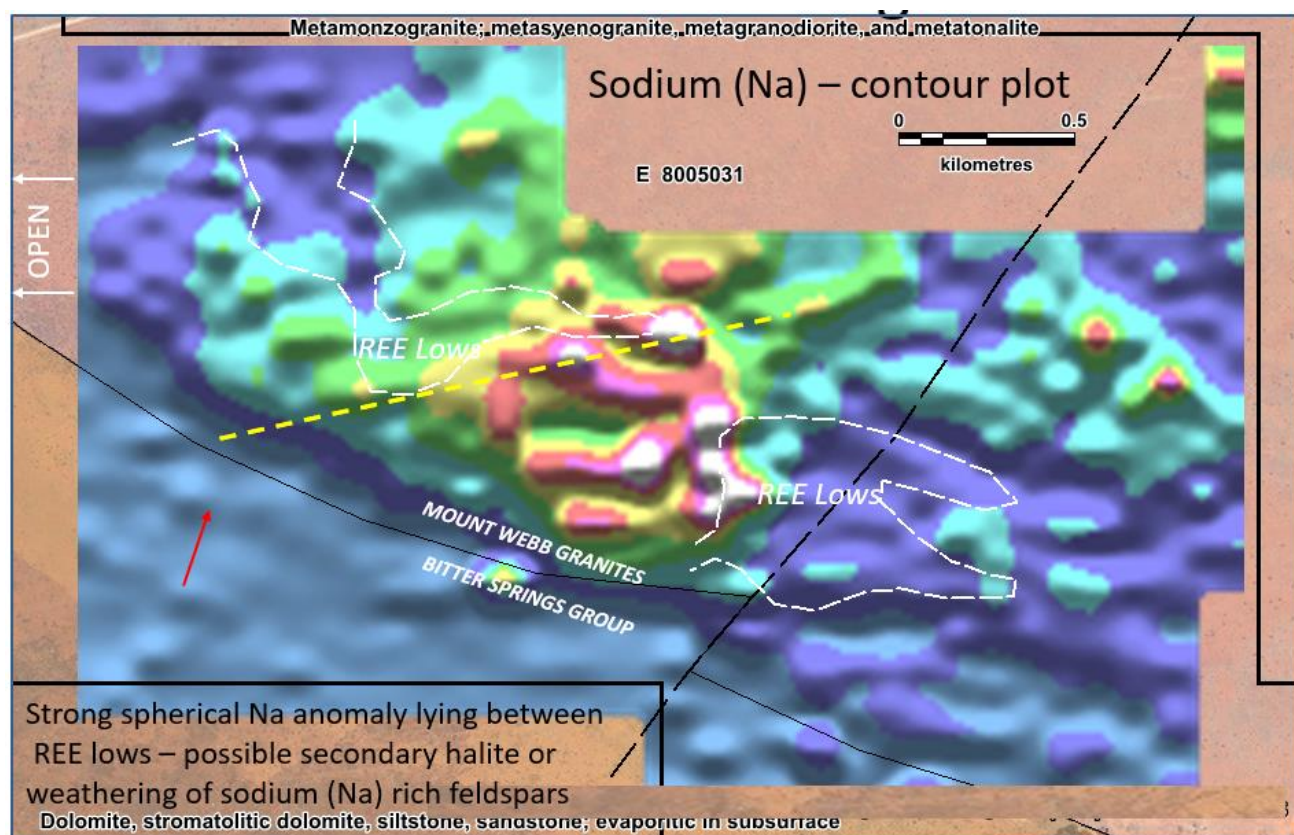 Metamonzogranite; metasyenogranite, metagranodiorite, and metatonalite
Sodium (Na) – contour plot
0 0.5
kilometres
E 8005031
OPEN
REE Lows
REE Lows
MOUNT WEBB GRANITES
BITTER SPRINGS GROUP
Strong spherical Na anomaly lying between
REE lows – possible secondary halite or
weathering of sodium (Na) rich feldspars
Dolomite, stromatolitic dolomite, siltstone, sandstone; evaporitic in subsurface